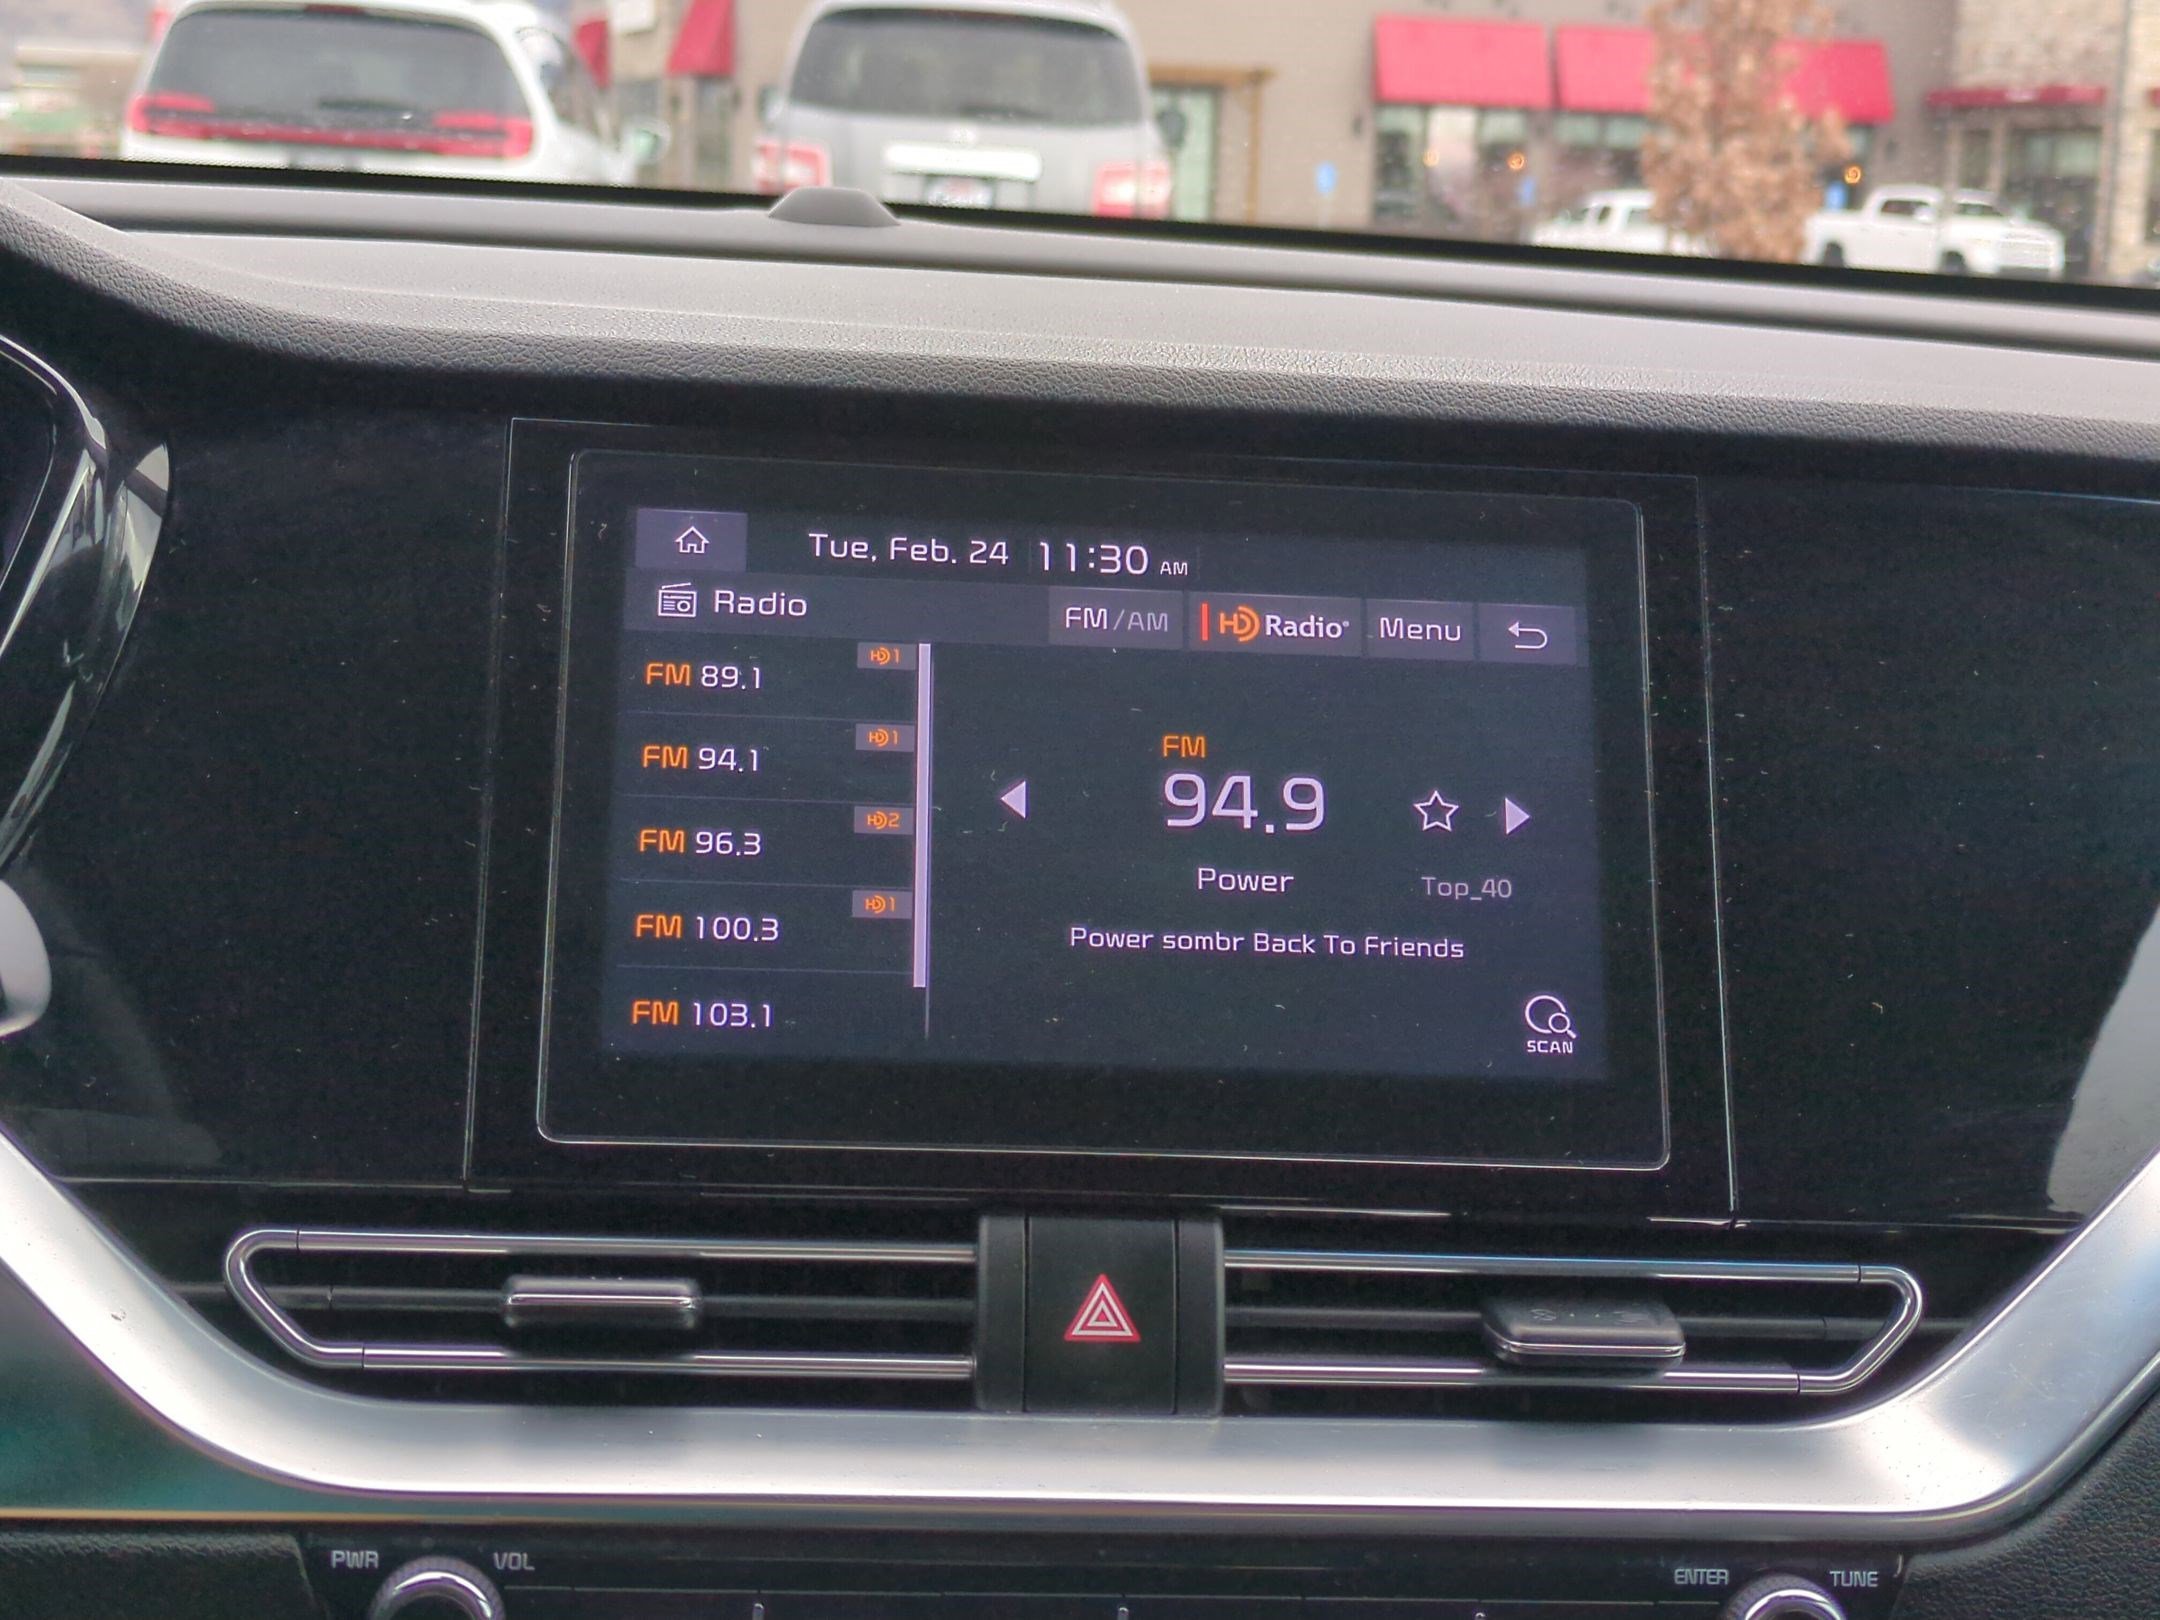 Tue, Feb. 24 11:30 AM
Radio FM/AM HD Radio® Menu
FM 89.1 HD1
FM 94.1 HD1
FM 96.3 HD2
FM 100.3 HD1
FM 103.1
FM
94.9
Power Top_40
Power sombr Back To Friends
SCAN
PWR VOL ENTER TUNE